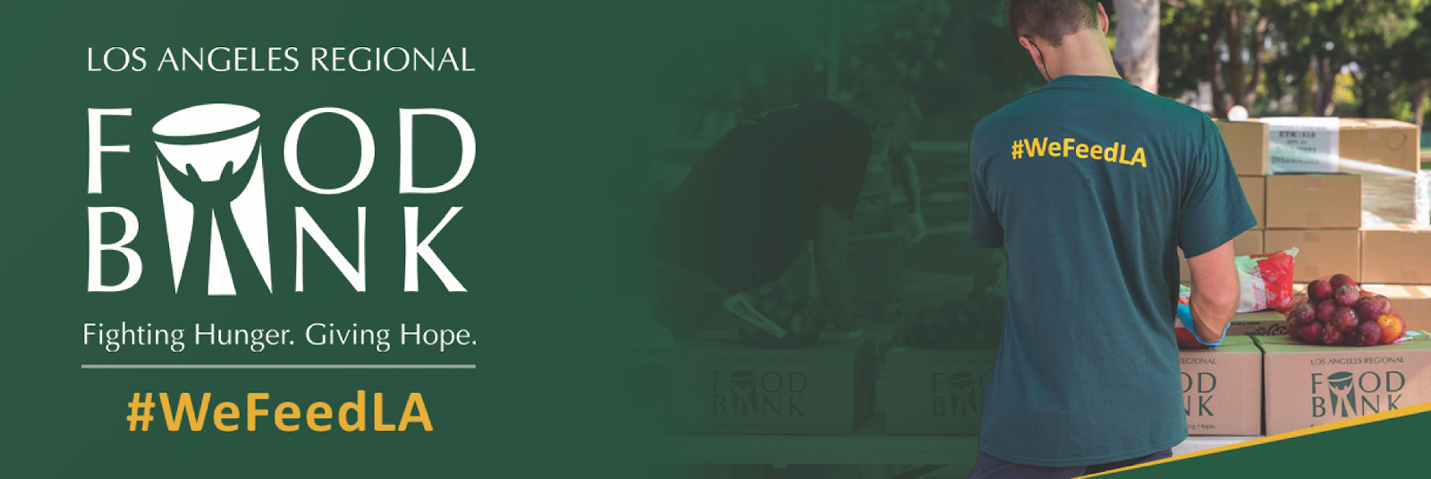 LOS ANGELES REGIONAL
FOOD
BANK
Fighting Hunger. Giving Hope.
#WeFeedLA
#WeFeedLA
FOOD
BANK
FOOD
BANK
LOS ANGELES REGIONAL
FOOD
BANK